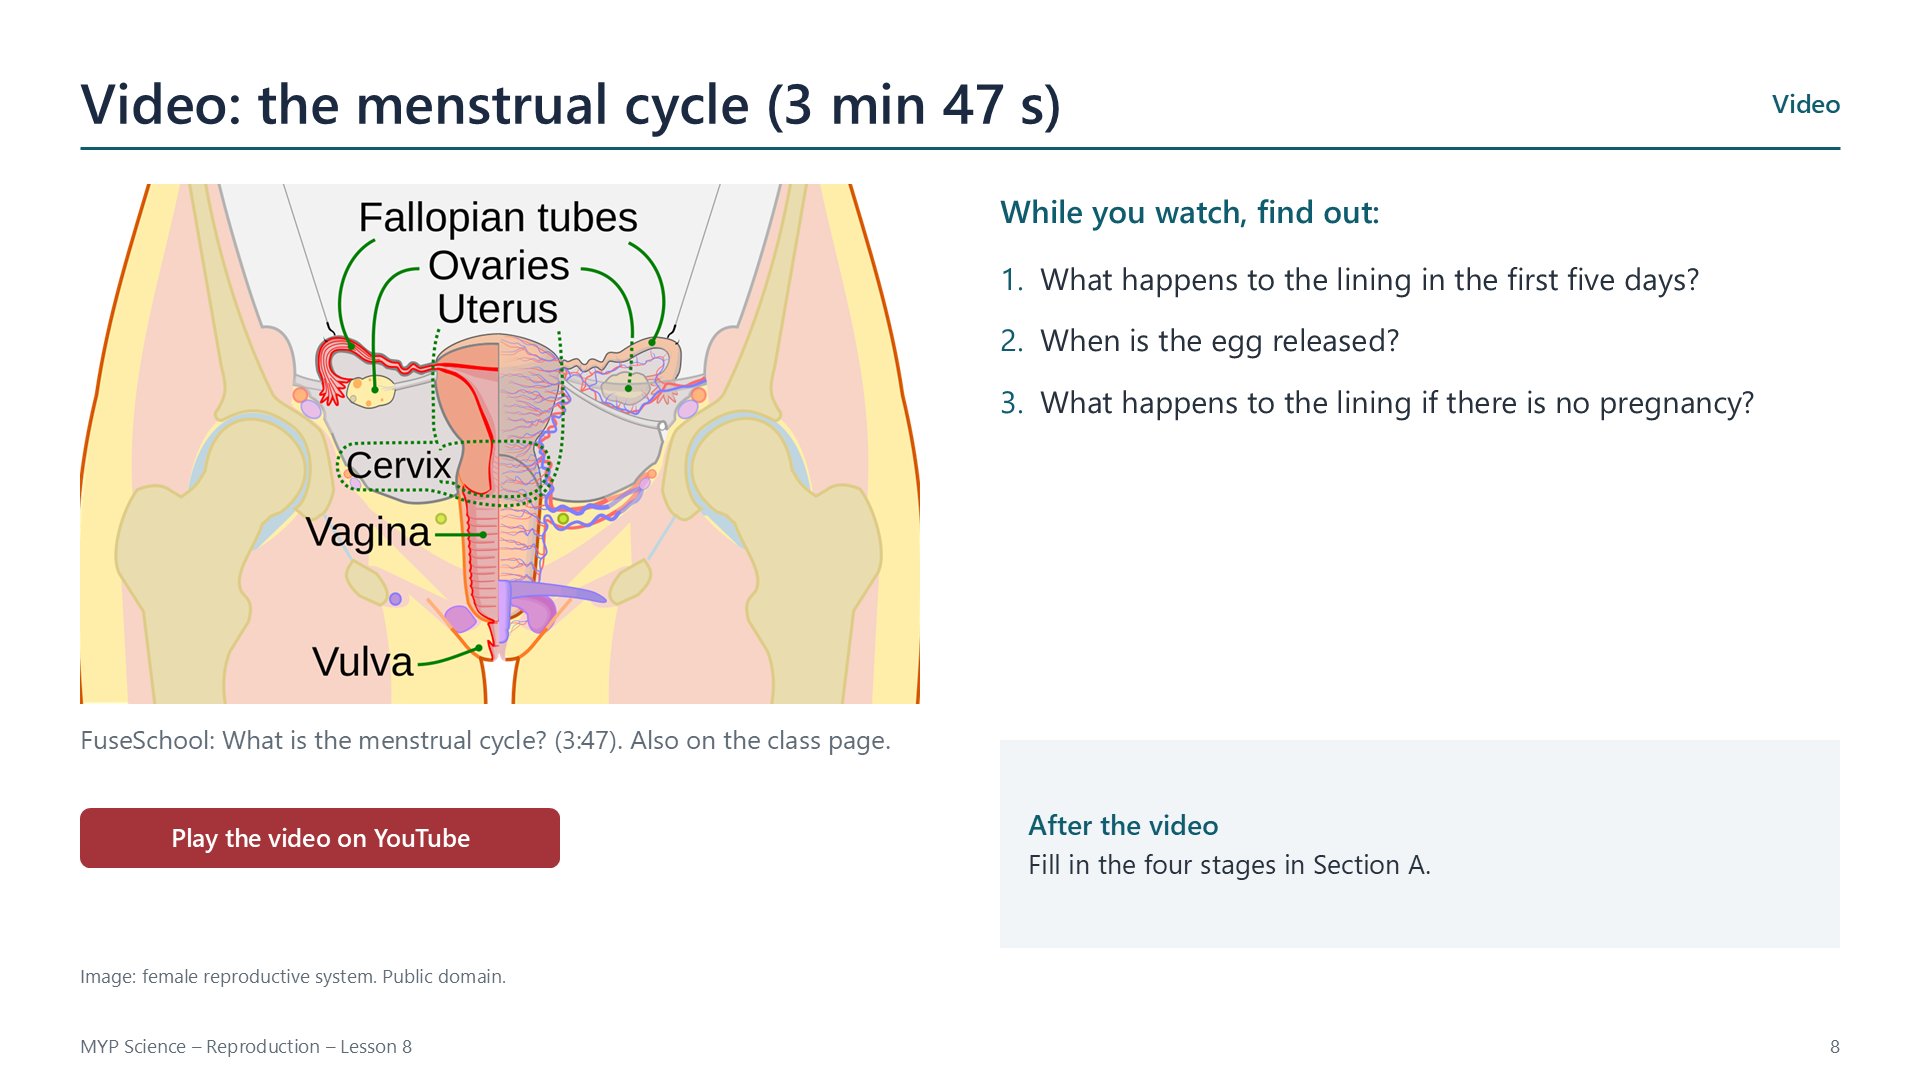 Video: the menstrual cycle (3 min 47 s)
Video
Fallopian tubes
Ovaries
Uterus
Cervix
Vagina
Vulva
FuseSchool: What is the menstrual cycle? (3:47). Also on the class page.
Play the video on YouTube
Image: female reproductive system. Public domain.
While you watch, find out:
1. What happens to the lining in the first five days?
2. When is the egg released?
3. What happens to the lining if there is no pregnancy?
After the video
Fill in the four stages in Section A.
MYP Science – Reproduction – Lesson 8
8